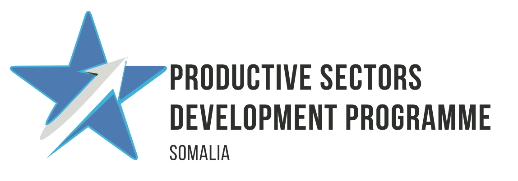 PRODUCTIVE SECTORS
DEVELOPMENT PROGRAMME
SOMALIA